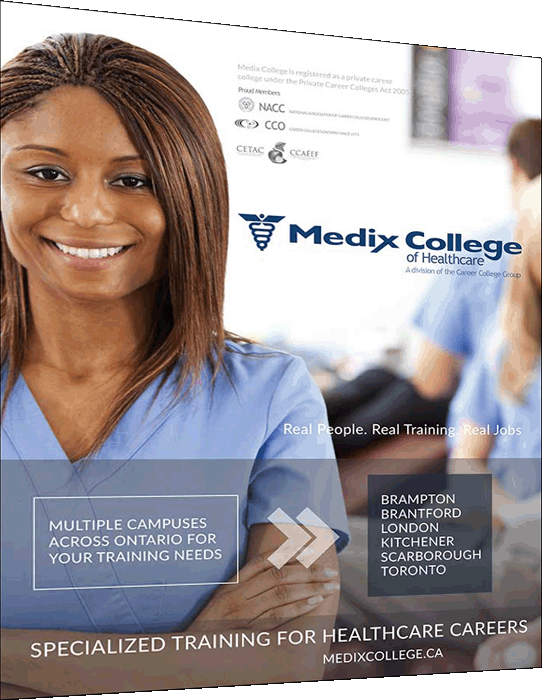 Medix College is registered as a private career
college under the Private Career Colleges Act 2005
Proud Members
NACC
CCO
CETAC CCAEEF
Medix College
of Healthcare
A division of the Career College Group
Real People. Real Training. Real Jobs
MULTIPLE CAMPUSES
ACROSS ONTARIO FOR
YOUR TRAINING NEEDS
BRAMPTON
BRANTFORD
LONDON
KITCHENER
SCARBOROUGH
TORONTO
SPECIALIZED TRAINING FOR HEALTHCARE CAREERS
MEDIXCOLLEGE.CA